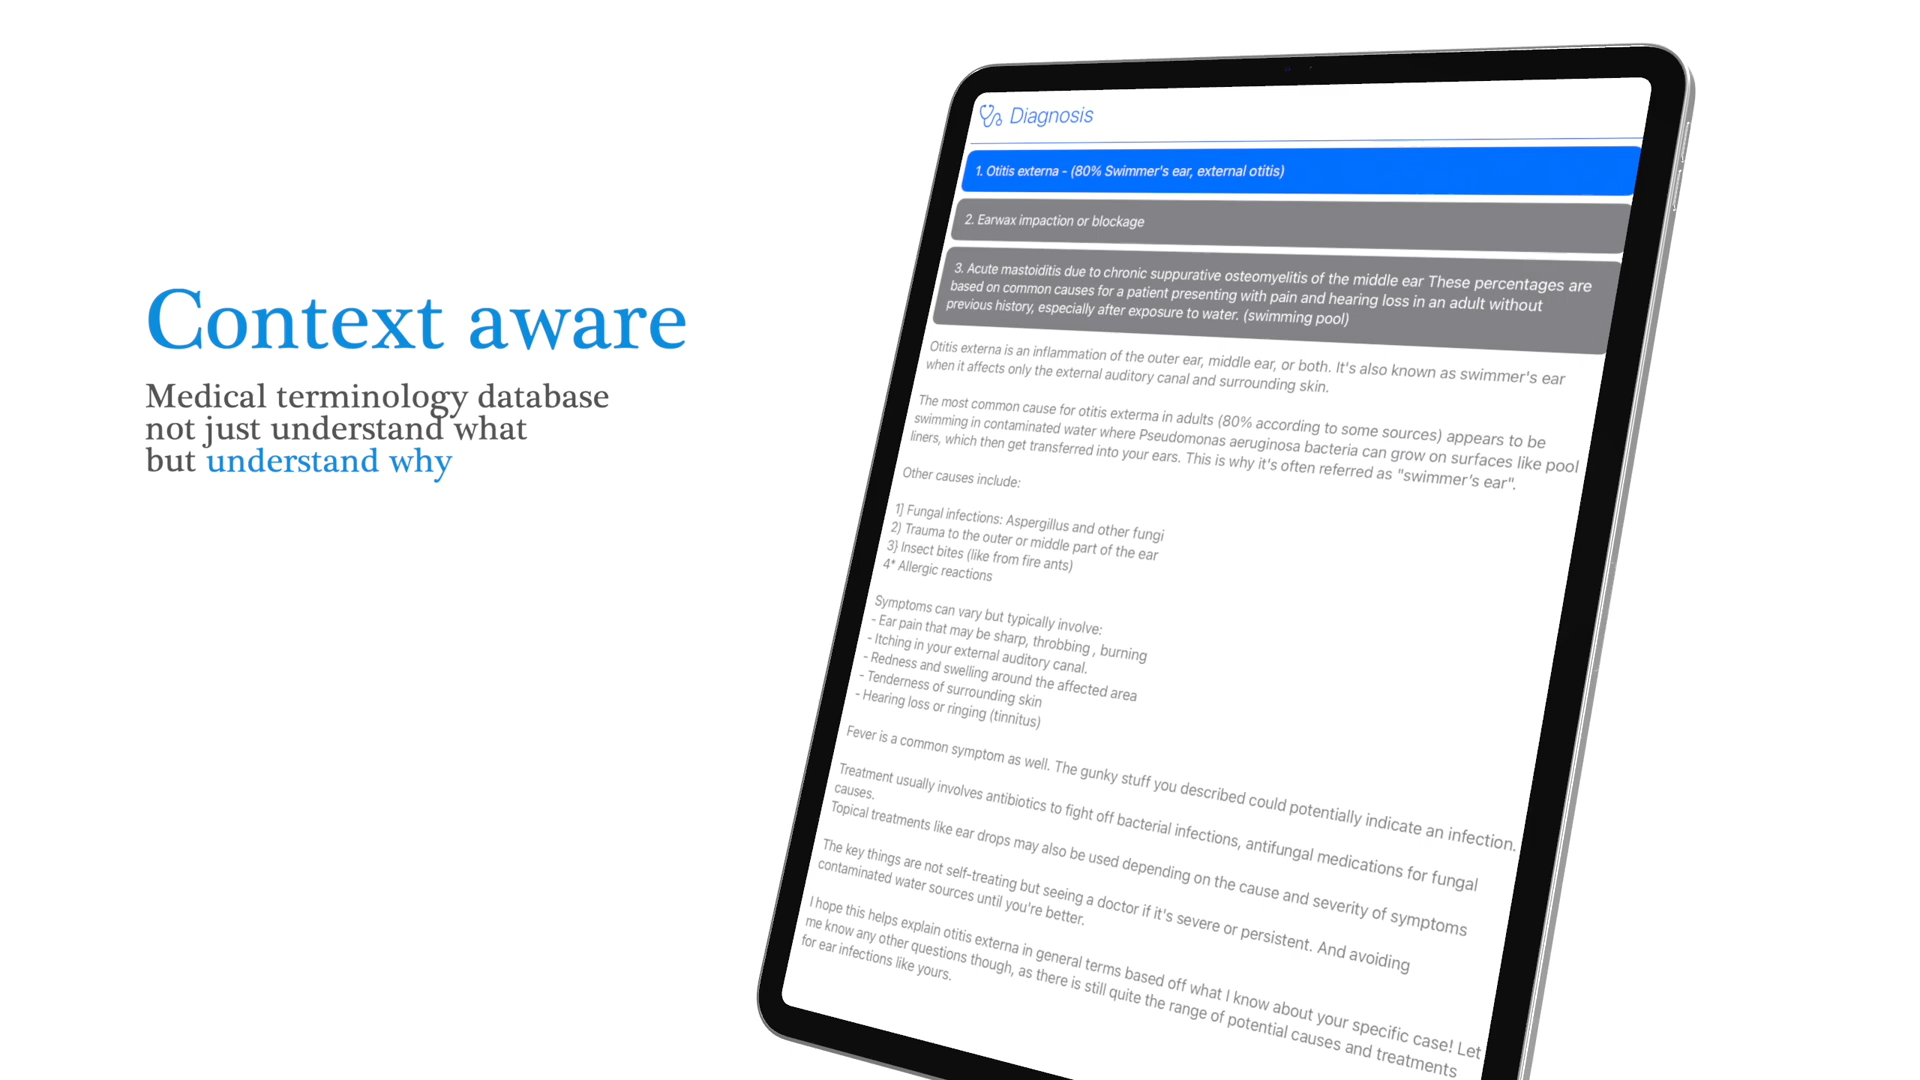 Context aware
Medical terminology database
not just understand what
but understand why
Diagnosis
1. Otitis externa - (80% Swimmer's ear, external otitis)
2. Earwax impaction or blockage
3. Acute mastoiditis due to chronic suppurative osteomyelitis of the middle ear These percentages are
based on common causes for a patient presenting with pain and hearing loss in an adult without
previous history, especially after exposure to water. (swimming pool)
Otitis externa is an inflammation of the outer ear, middle ear, or both. It's also known as swimmer's ear
when it affects only the external auditory canal and surrounding skin.
The most common cause for otitis exterma in adults (80% according to some sources) appears to be
swimming in contaminated water where Pseudomonas aeruginosa bacteria can grow on surfaces like pool
liners, which then get transferred into your ears. This is why it's often referred as "swimmer's ear".
Other causes include:
1] Fungal infections: Aspergillus and other fungi
2) Trauma to the outer or middle part of the ear
3} Insect bites (like from fire ants)
4* Allergic reactions
Symptoms can vary but typically involve:
- Ear pain that may be sharp, throbbing , burning
- Itching in your external auditory canal.
- Redness and swelling around the affected area
- Tenderness of surrounding skin
- Hearing loss or ringing (tinnitus)
Fever is a common symptom as well. The gunky stuff you described could potentially indicate an infection.
Treatment usually involves antibiotics to fight off bacterial infections, antifungal medications for fungal
causes.
Topical treatments like ear drops may also be used depending on the cause and severity of symptoms
The key things are not self-treating but seeing a doctor if it's severe or persistent. And avoiding
contaminated water sources until you're better.
I hope this helps explain otitis externa in general terms based off what I know about your specific case! Let
me know any other questions though, as there is still quite the range of potential causes and treatments
for ear infections like yours.